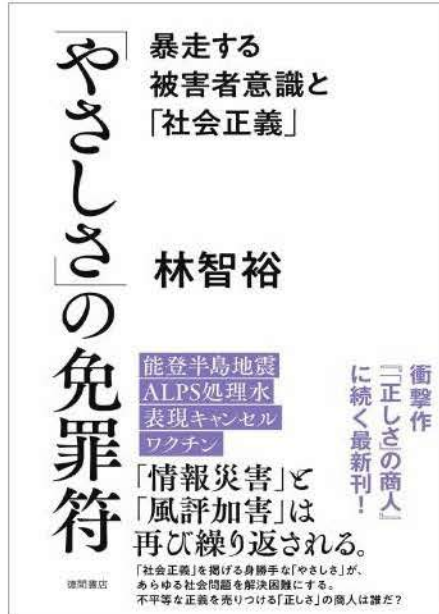 「やさしさ」の免罪符
暴走する
被害者意識と
「社会正義」
林智裕
衝撃作
『「正しさ」の商人』
に続く最新刊!
能登半島地震
ALPS処理水
表現キャンセル
ワクチン
「情報災害」と
「風評加害」は
再び繰り返される。
「社会正義」を掲げる身勝手な「やさしさ」が、
あらゆる社会問題を解決困難にする。
不平等な正義を売りつける「正しさ」の商人は誰だ?
徳間書店